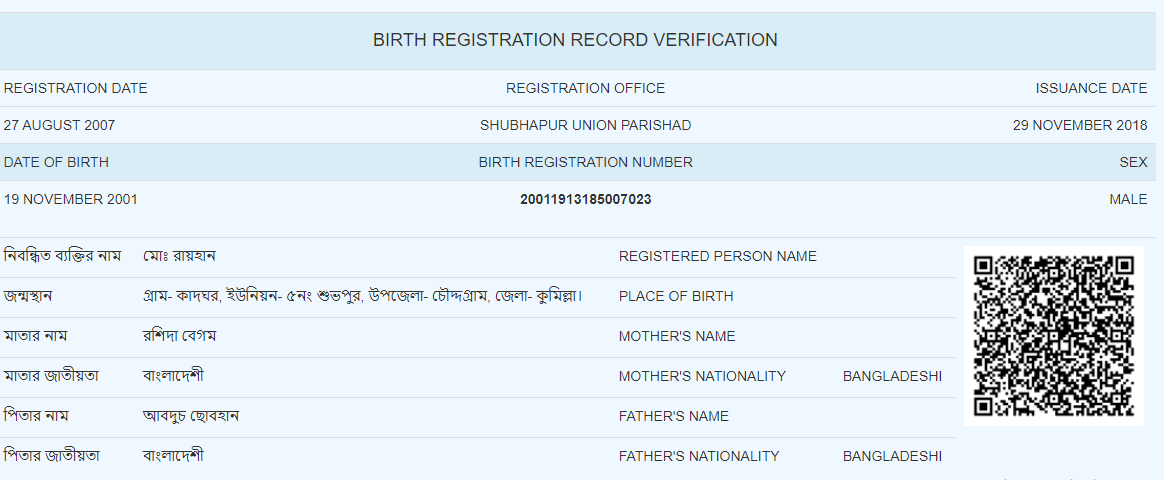 BIRTH REGISTRATION RECORD VERIFICATION
REGISTRATION DATE REGISTRATION OFFICE ISSUANCE DATE
27 AUGUST 2007 SHUBHAPUR UNION PARISHAD 29 NOVEMBER 2018
DATE OF BIRTH BIRTH REGISTRATION NUMBER SEX
19 NOVEMBER 2001 20011913185007023 MALE
নিবন্ধিত ব্যক্তির নাম মোঃ রায়হান REGISTERED PERSON NAME
জন্মস্থান গ্রাম- কাদঘর, ইউনিয়ন- ৫নং শুভপুর, উপজেলা- চৌদ্দগ্রাম, জেলা- কুমিল্লা। PLACE OF BIRTH
মাতার নাম রশিদা বেগম MOTHER'S NAME
মাতার জাতীয়তা বাংলাদেশী MOTHER'S NATIONALITY BANGLADESHI
পিতার নাম আবদুচ ছোবহান FATHER'S NAME
পিতার জাতীয়তা বাংলাদেশী FATHER'S NATIONALITY BANGLADESHI